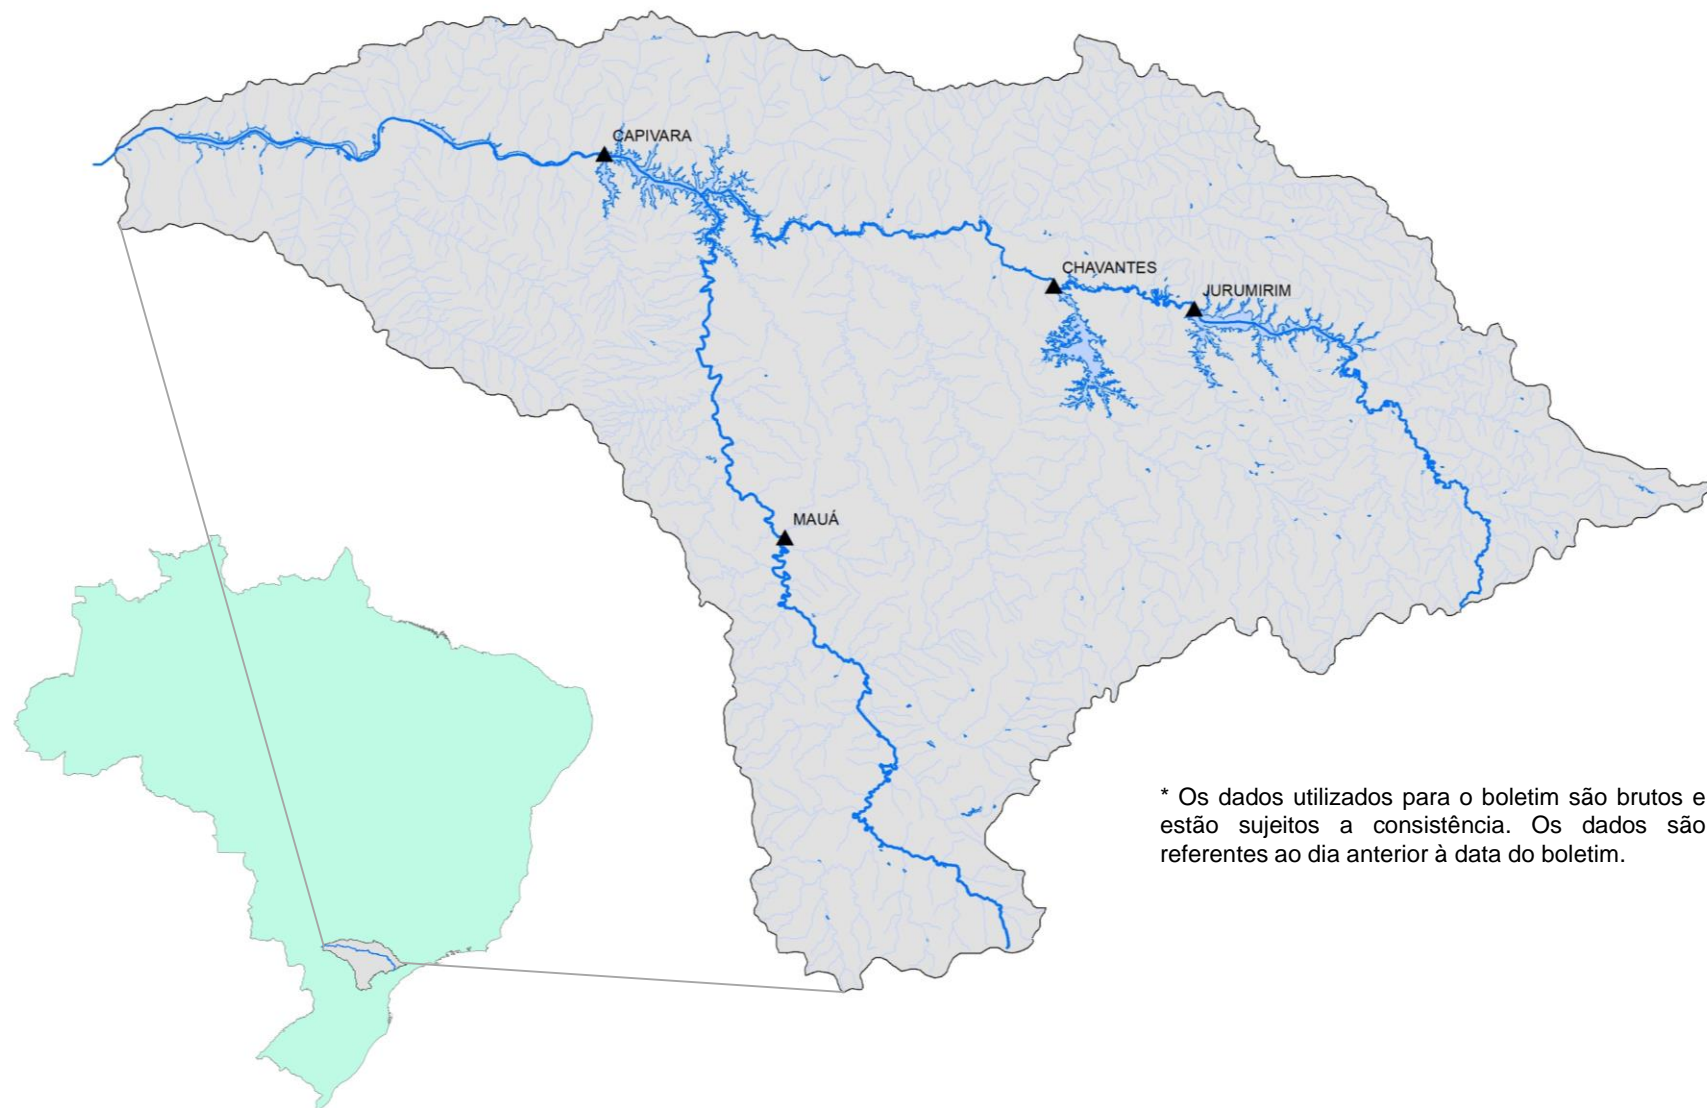 CAPIVARA
CHAVANTES
JURUMIRIM
MAUÁ
* Os dados utilizados para o boletim são brutos e
estão sujeitos a consistência. Os dados são
referentes ao dia anterior à data do boletim.